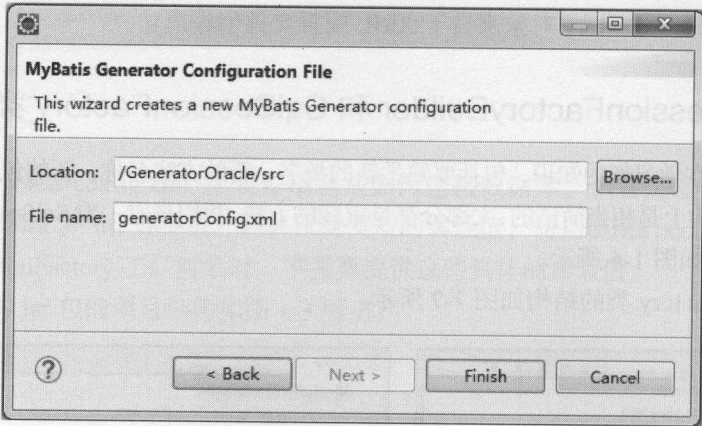 MyBatis Generator Configuration File
This wizard creates a new MyBatis Generator configuration
file.
Location: /GeneratorOracle/src Browse...
File name: generatorConfig.xml
< Back Next > Finish Cancel